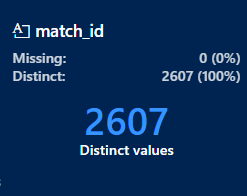 match_id
Missing: 0 (0%)
Distinct: 2607 (100%)
2607
Distinct values